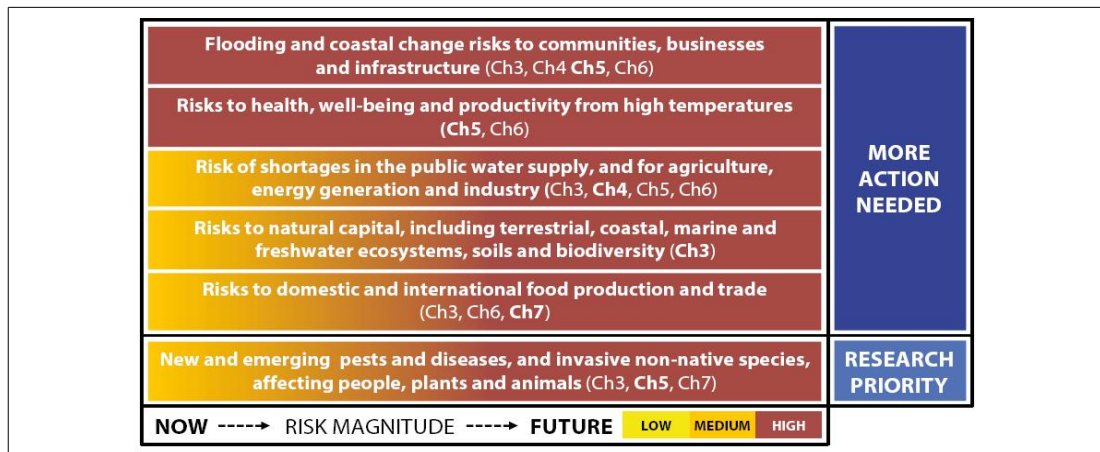 Flooding and coastal change risks to communities, businesses
and infrastructure (Ch3, Ch4 Ch5, Ch6)
Risks to health, well-being and productivity from high temperatures
(Ch5, Ch6)
Risk of shortages in the public water supply, and for agriculture,
energy generation and industry (Ch3, Ch4, Ch5, Ch6)
Risks to natural capital, including terrestrial, coastal, marine and
freshwater ecosystems, soils and biodiversity (Ch3)
Risks to domestic and international food production and trade
(Ch3, Ch6, Ch7)
MORE
ACTION
NEEDED
New and emerging pests and diseases, and invasive non-native species,
affecting people, plants and animals (Ch3, Ch5, Ch7)
RESEARCH
PRIORITY
NOW -----> RISK MAGNITUDE -----> FUTURE LOW MEDIUM HIGH